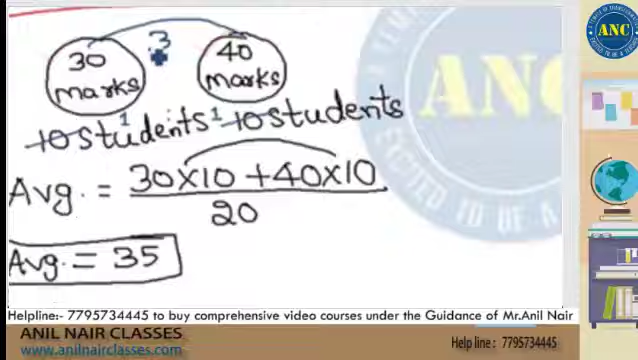 ANC
30 3 40
marks marks
10 students 1 1 10 students
Avg. = 30×10 + 40×10
20
Avg. = 35
ANC
Helpline:- 7795734445 to buy comprehensive video courses under the Guidance of Mr.Anil Nair
ANIL NAIR CLASSES
www.anilnairclasses.com
Help line : 7795734445